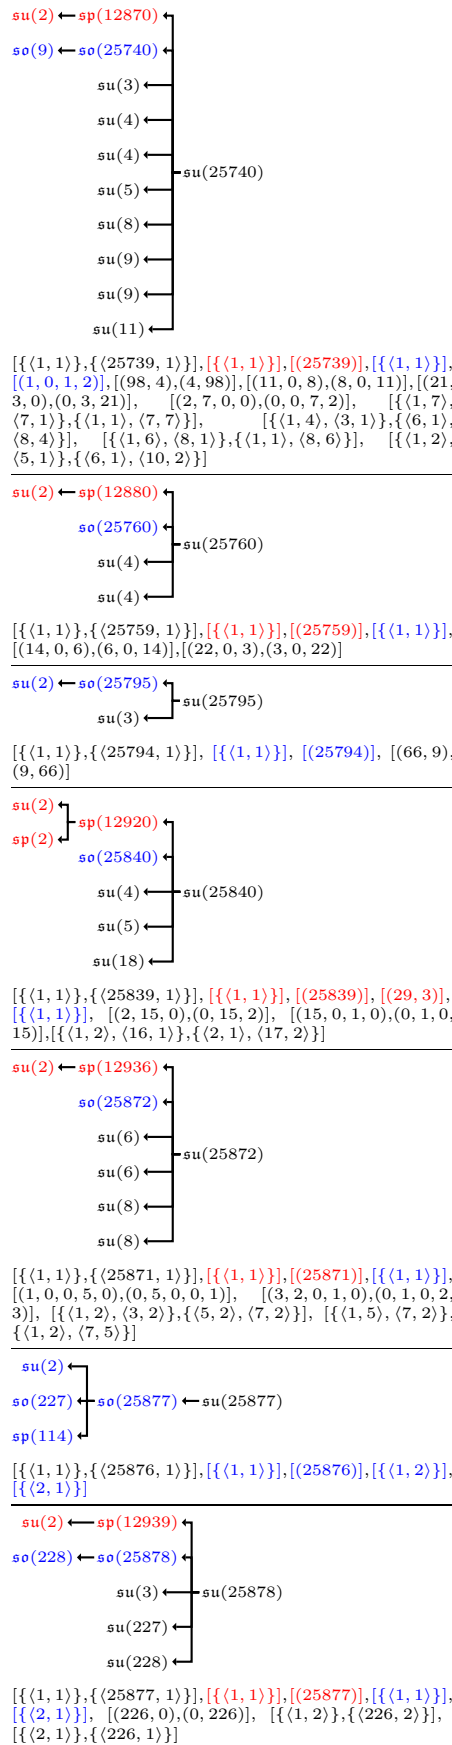 𝔰𝔲(2) 𝔰𝔭(12870)
𝔰𝔬(9) 𝔰𝔬(25740)
𝔰𝔲(3)
𝔰𝔲(4)
𝔰𝔲(4)
𝔰𝔲(25740)
𝔰𝔲(5)
𝔰𝔲(8)
𝔰𝔲(9)
𝔰𝔲(9)
𝔰𝔲(11)
[{⟨1, 1⟩},{⟨25739, 1⟩}],[{⟨1, 1⟩}],[(25739)],[{⟨1, 1⟩}],
[(1, 0, 1, 2)],[(98, 4),(4, 98)],[(11, 0, 8),(8, 0, 11)],[(21,
3, 0),(0, 3, 21)], [(2, 7, 0, 0),(0, 0, 7, 2)], [{⟨1, 7⟩,
⟨7, 1⟩},{⟨1, 1⟩, ⟨7, 7⟩}], [{⟨1, 4⟩, ⟨3, 1⟩},{⟨6, 1⟩,
⟨8, 4⟩}], [{⟨1, 6⟩, ⟨8, 1⟩},{⟨1, 1⟩, ⟨8, 6⟩}], [{⟨1, 2⟩,
⟨5, 1⟩},{⟨6, 1⟩, ⟨10, 2⟩}]
𝔰𝔲(2) 𝔰𝔭(12880)
𝔰𝔬(25760)
𝔰𝔲(25760)
𝔰𝔲(4)
𝔰𝔲(4)
[{⟨1, 1⟩},{⟨25759, 1⟩}],[{⟨1, 1⟩}],[(25759)],[{⟨1, 1⟩}],
[(14, 0, 6),(6, 0, 14)],[(22, 0, 3),(3, 0, 22)]
𝔰𝔲(2) 𝔰𝔬(25795)
𝔰𝔲(25795)
𝔰𝔲(3)
[{⟨1, 1⟩},{⟨25794, 1⟩}], [{⟨1, 1⟩}], [(25794)], [(66, 9),
(9, 66)]
𝔰𝔲(2)
𝔰𝔭(12920)
𝔰𝔭(2)
𝔰𝔬(25840)
𝔰𝔲(4) 𝔰𝔲(25840)
𝔰𝔲(5)
𝔰𝔲(18)
[{⟨1, 1⟩},{⟨25839, 1⟩}],[{⟨1, 1⟩}], [(25839)], [(29, 3)],
[{⟨1, 1⟩}], [(2, 15, 0),(0, 15, 2)], [(15, 0, 1, 0),(0, 1, 0,
15)],[{⟨1, 2⟩, ⟨16, 1⟩},{⟨2, 1⟩, ⟨17, 2⟩}]
𝔰𝔲(2) 𝔰𝔭(12936)
𝔰𝔬(25872)
𝔰𝔲(6)
𝔰𝔲(25872)
𝔰𝔲(6)
𝔰𝔲(8)
𝔰𝔲(8)
[{⟨1, 1⟩},{⟨25871, 1⟩}],[{⟨1, 1⟩}],[(25871)],[{⟨1, 1⟩}],
[(1, 0, 0, 5, 0),(0, 5, 0, 0, 1)], [(3, 2, 0, 1, 0),(0, 1, 0, 2,
3)], [{⟨1, 2⟩, ⟨3, 2⟩},{⟨5, 2⟩, ⟨7, 2⟩}], [{⟨1, 5⟩, ⟨7, 2⟩},
{⟨1, 2⟩, ⟨7, 5⟩}]
𝔰𝔲(2)
𝔰𝔬(227) 𝔰𝔬(25877) 𝔰𝔲(25877)
𝔰𝔭(114)
[{⟨1, 1⟩},{⟨25876, 1⟩}],[{⟨1, 1⟩}],[(25876)],[{⟨1, 2⟩}],
[{⟨2, 1⟩}]
𝔰𝔲(2) 𝔰𝔭(12939)
𝔰𝔬(228) 𝔰𝔬(25878)
𝔰𝔲(3) 𝔰𝔲(25878)
𝔰𝔲(227)
𝔰𝔲(228)
[{⟨1, 1⟩},{⟨25877, 1⟩}],[{⟨1, 1⟩}],[(25877)],[{⟨1, 1⟩}],
[{⟨2, 1⟩}], [(226, 0),(0, 226)], [{⟨1, 2⟩},{⟨226, 2⟩}],
[{⟨2, 1⟩},{⟨226, 1⟩}]